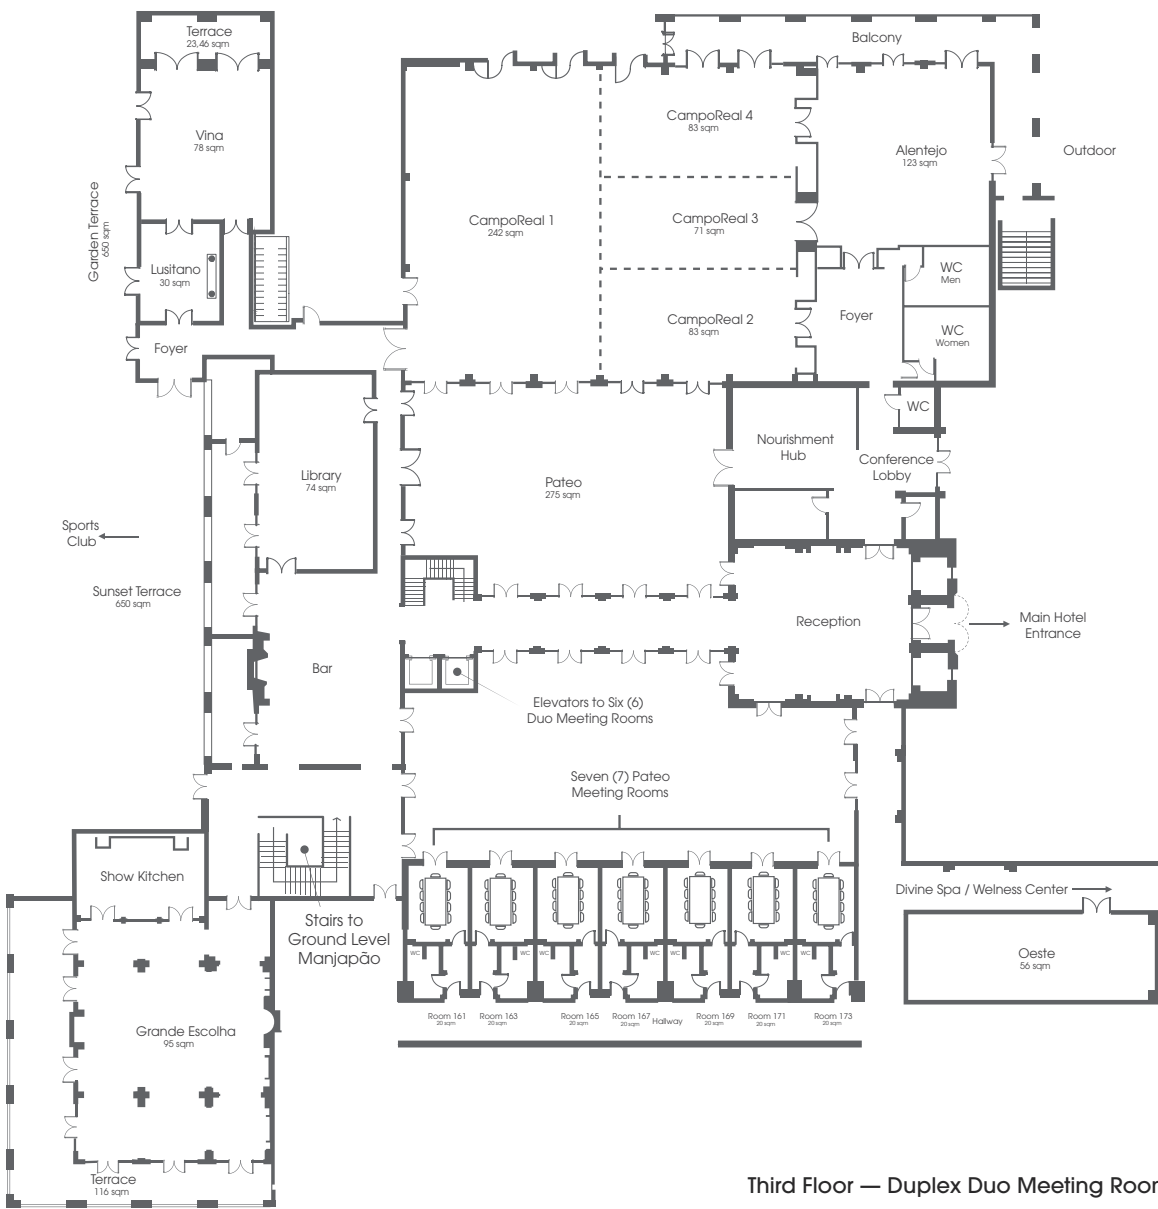 Terrace
23,46 sqm
Balcony
Vina
78 sqm
CampoReal 4
83 sqm
Alentejo
123 sqm
Outdoor
Garden Terrace
650 sqm
CampoReal 1
242 sqm
CampoReal 3
71 sqm
Lusitano
30 sqm
WC
Men
CampoReal 2
83 sqm
Foyer
WC
Women
Foyer
WC
Nourishment
Hub
Conference
Lobby
Library
74 sqm
Pateo
275 sqm
Sports
Club
Sunset Terrace
650 sqm
Reception
Main Hotel
Entrance
Bar
Elevators to Six (6)
Duo Meeting Rooms
Seven (7) Pateo
Meeting Rooms
Show Kitchen
Divine Spa / Welness Center
Stairs to
Ground Level
Manjapão
WC
WC
WC
WC
WC
WC
WC
Oeste
56 sqm
Room 161
20 sqm
Room 163
20 sqm
Room 165
20 sqm
Room 167
20 sqm
Hallway
Room 169
20 sqm
Room 171
20 sqm
Room 173
20 sqm
Grande Escolha
95 sqm
Terrace
116 sqm
Third Floor — Duplex Duo Meeting Roor